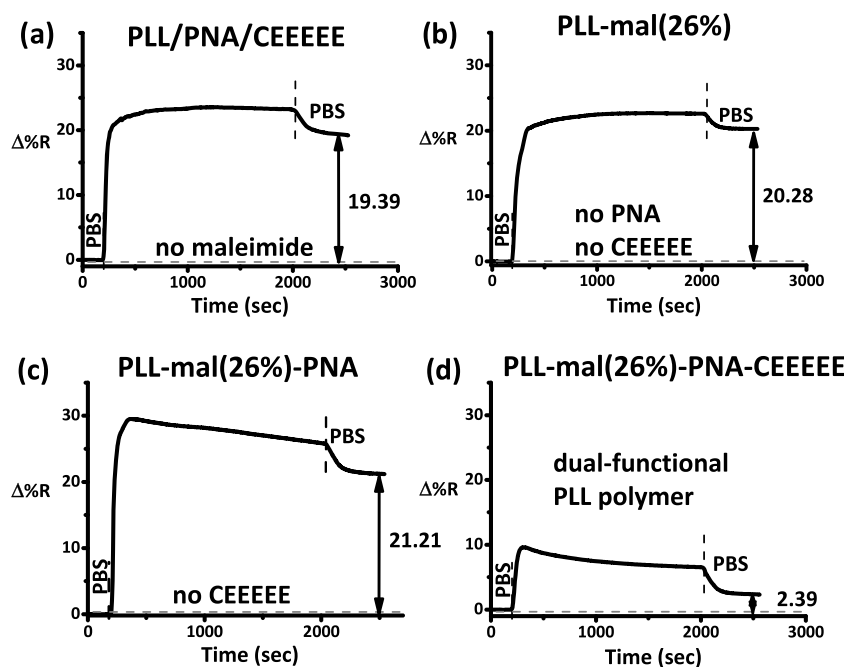 (a) PLL/PNA/CEEEEE
30
20
10
0
Δ%R
PBS
PBS
19.39
no maleimide
0 1000 2000 3000
Time (sec)
(b) PLL-mal(26%)
30
20
10
0
Δ%R
PBS
PBS
20.28
no PNA
no CEEEEE
0 1000 2000 3000
Time (sec)
(c) PLL-mal(26%)-PNA
30
20
10
0
Δ%R
PBS
PBS
21.21
no CEEEEE
0 1000 2000
Time (sec)
(d) PLL-mal(26%)-PNA-CEEEEE
30
20
10
0
Δ%R
dual-functional
PLL polymer
PBS
PBS
2.39
0 1000 2000 3000
Time (sec)